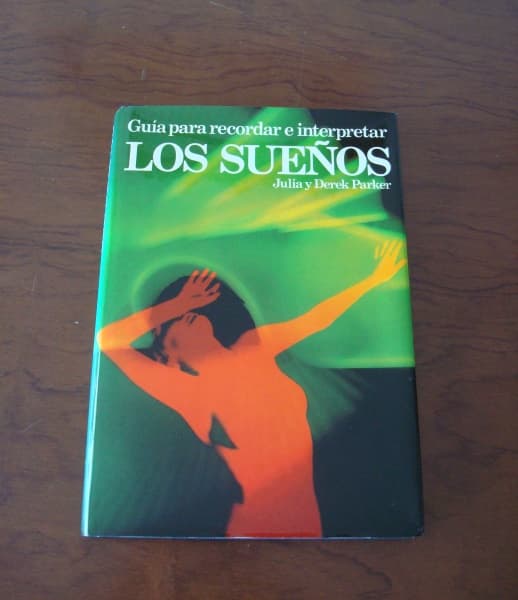 Guía para recordar e interpretar
LOS SUEÑOS
Julia y Derek Parker